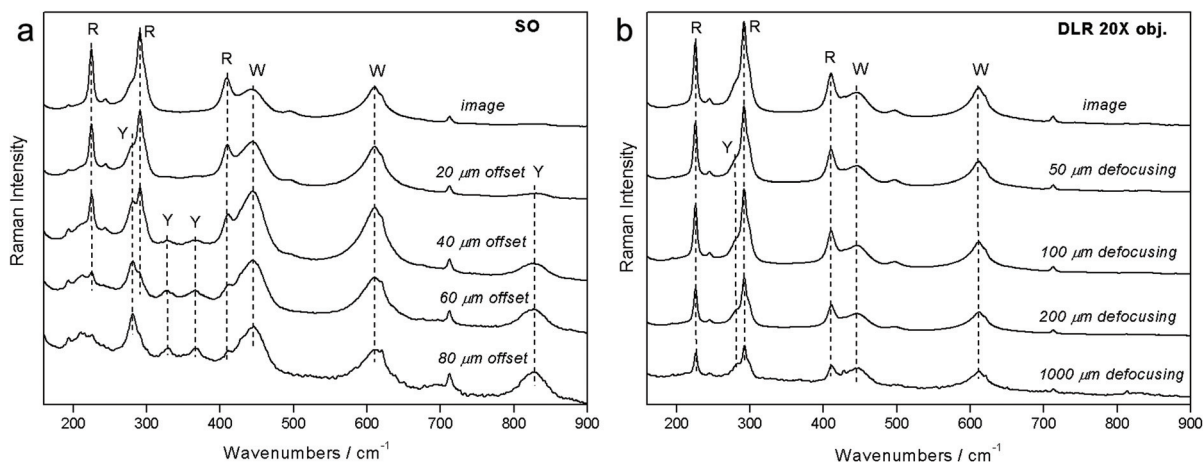 a
SO
R
R
R
W
W
image
Y
20 μm offset
Y
Y
Y
40 μm offset
60 μm offset
80 μm offset
200 300 400 500 600 700 800 900
Wavenumbers / cm-1
Raman Intensity
b
DLR 20X obj.
R
R
R
W
W
image
Y
50 μm defocusing
100 μm defocusing
200 μm defocusing
1000 μm defocusing
200 300 400 500 600 700 800 900
Wavenumbers / cm-1
Raman Intensity